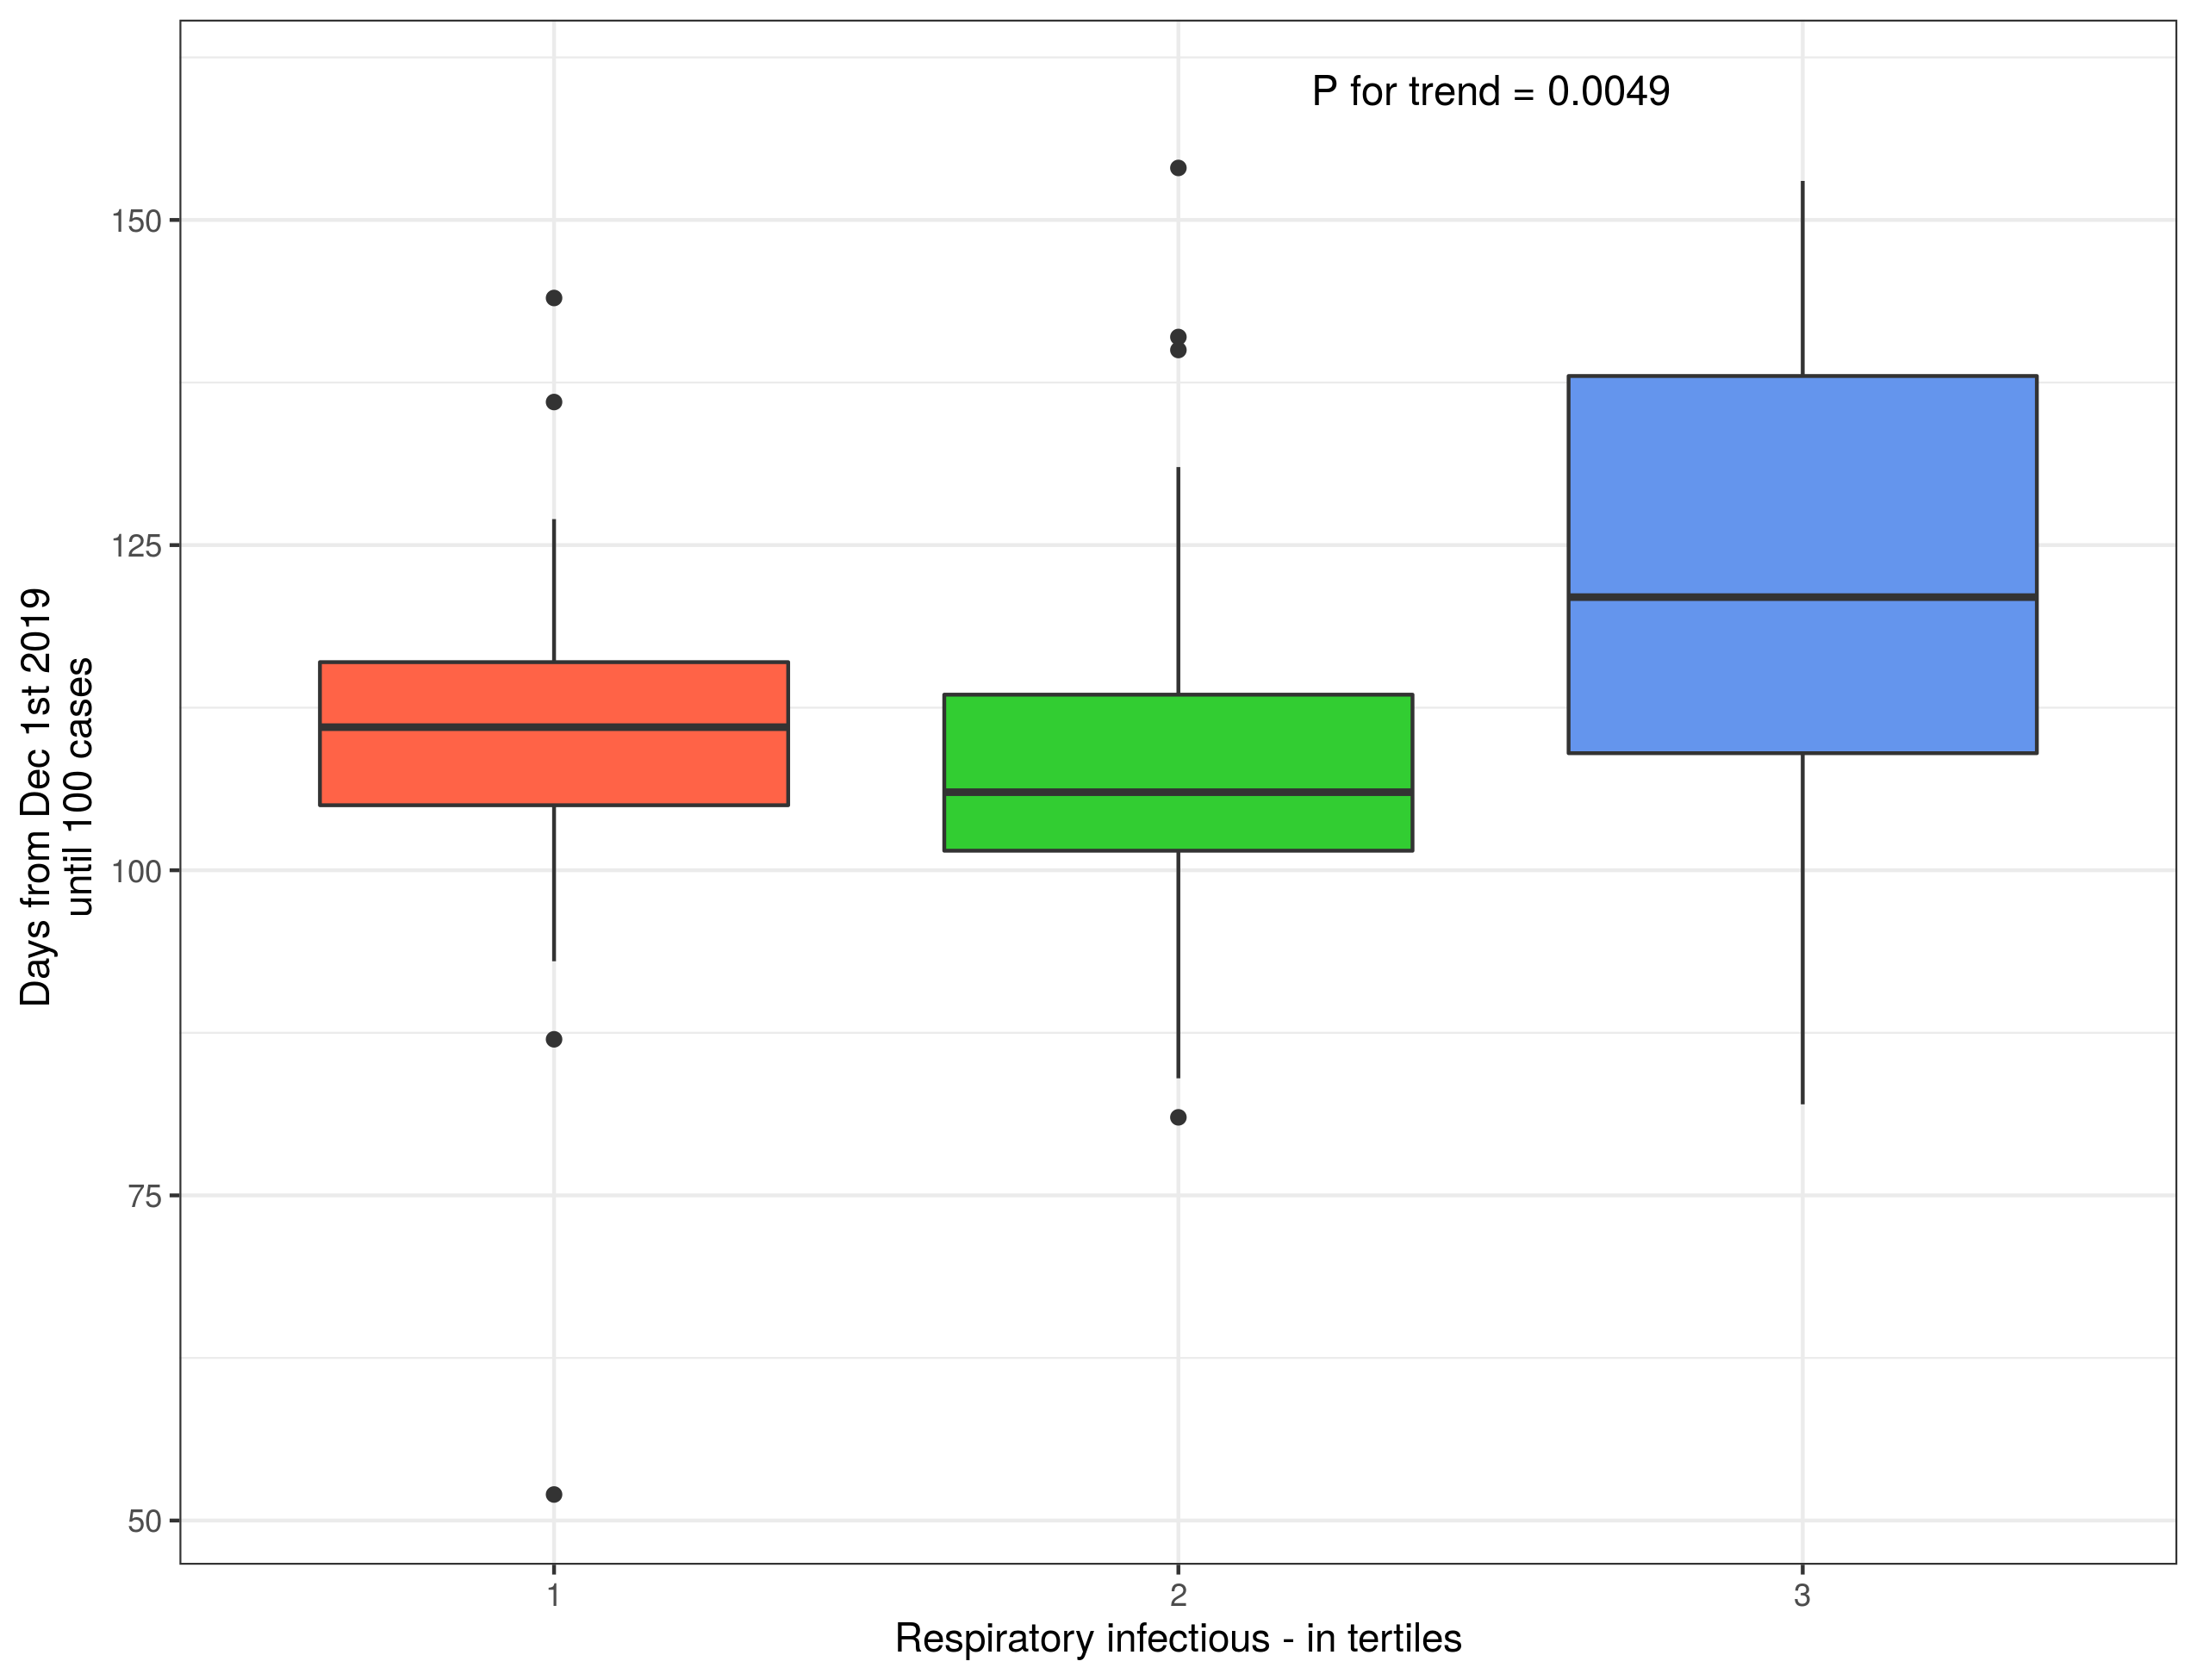 P for trend = 0.0049
150
125
100
75
50
Days from Dec 1st 2019
until 100 cases
1
2
3
Respiratory infectious - in tertiles